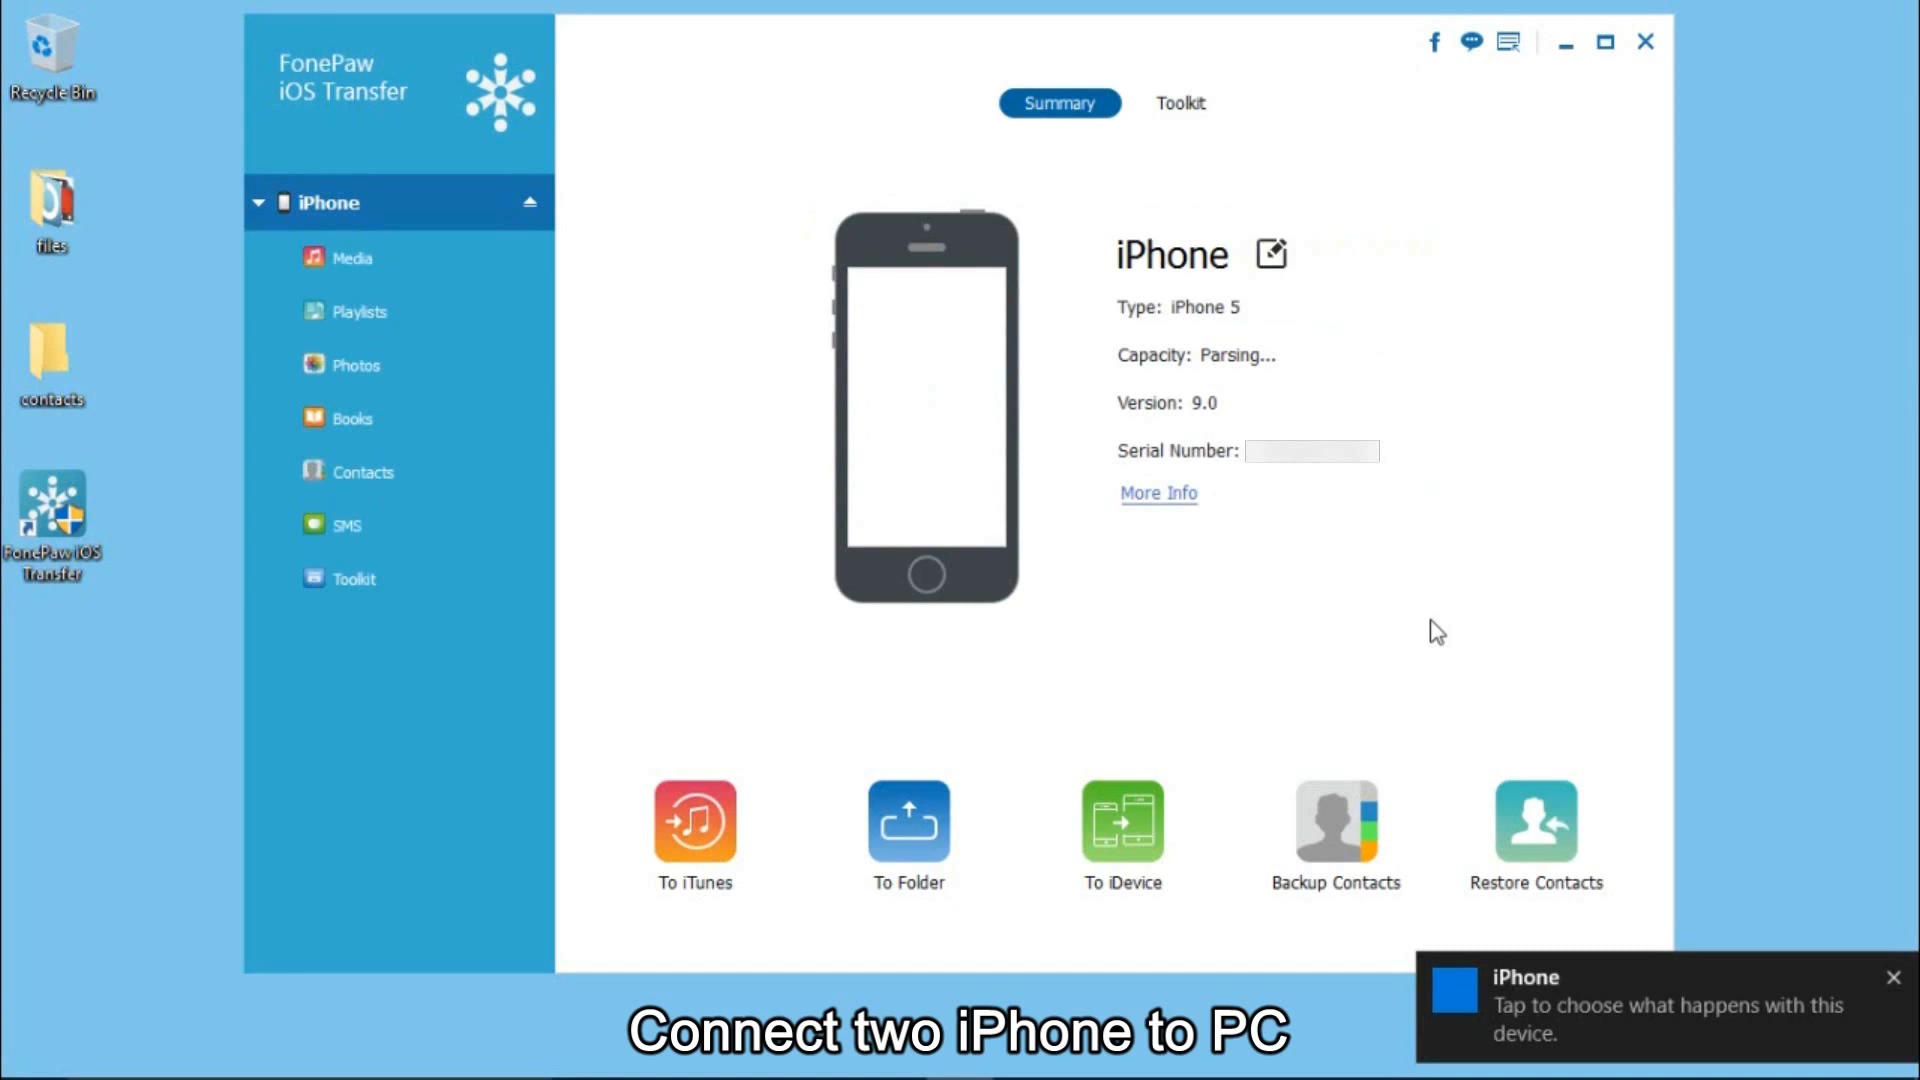 Recycle Bin
files
contacts
FonePaw iOS
Transfer
FonePaw
iOS Transfer
iPhone
Media
Playlists
Photos
Books
Contacts
SMS
Toolkit
f
Summary
Toolkit
iPhone
Type: iPhone 5
Capacity: Parsing...
Version: 9.0
Serial Number:
More Info
To iTunes
To Folder
To iDevice
Backup Contacts
Restore Contacts
iPhone
Tap to choose what happens with this
device.
Connect two iPhone to PC